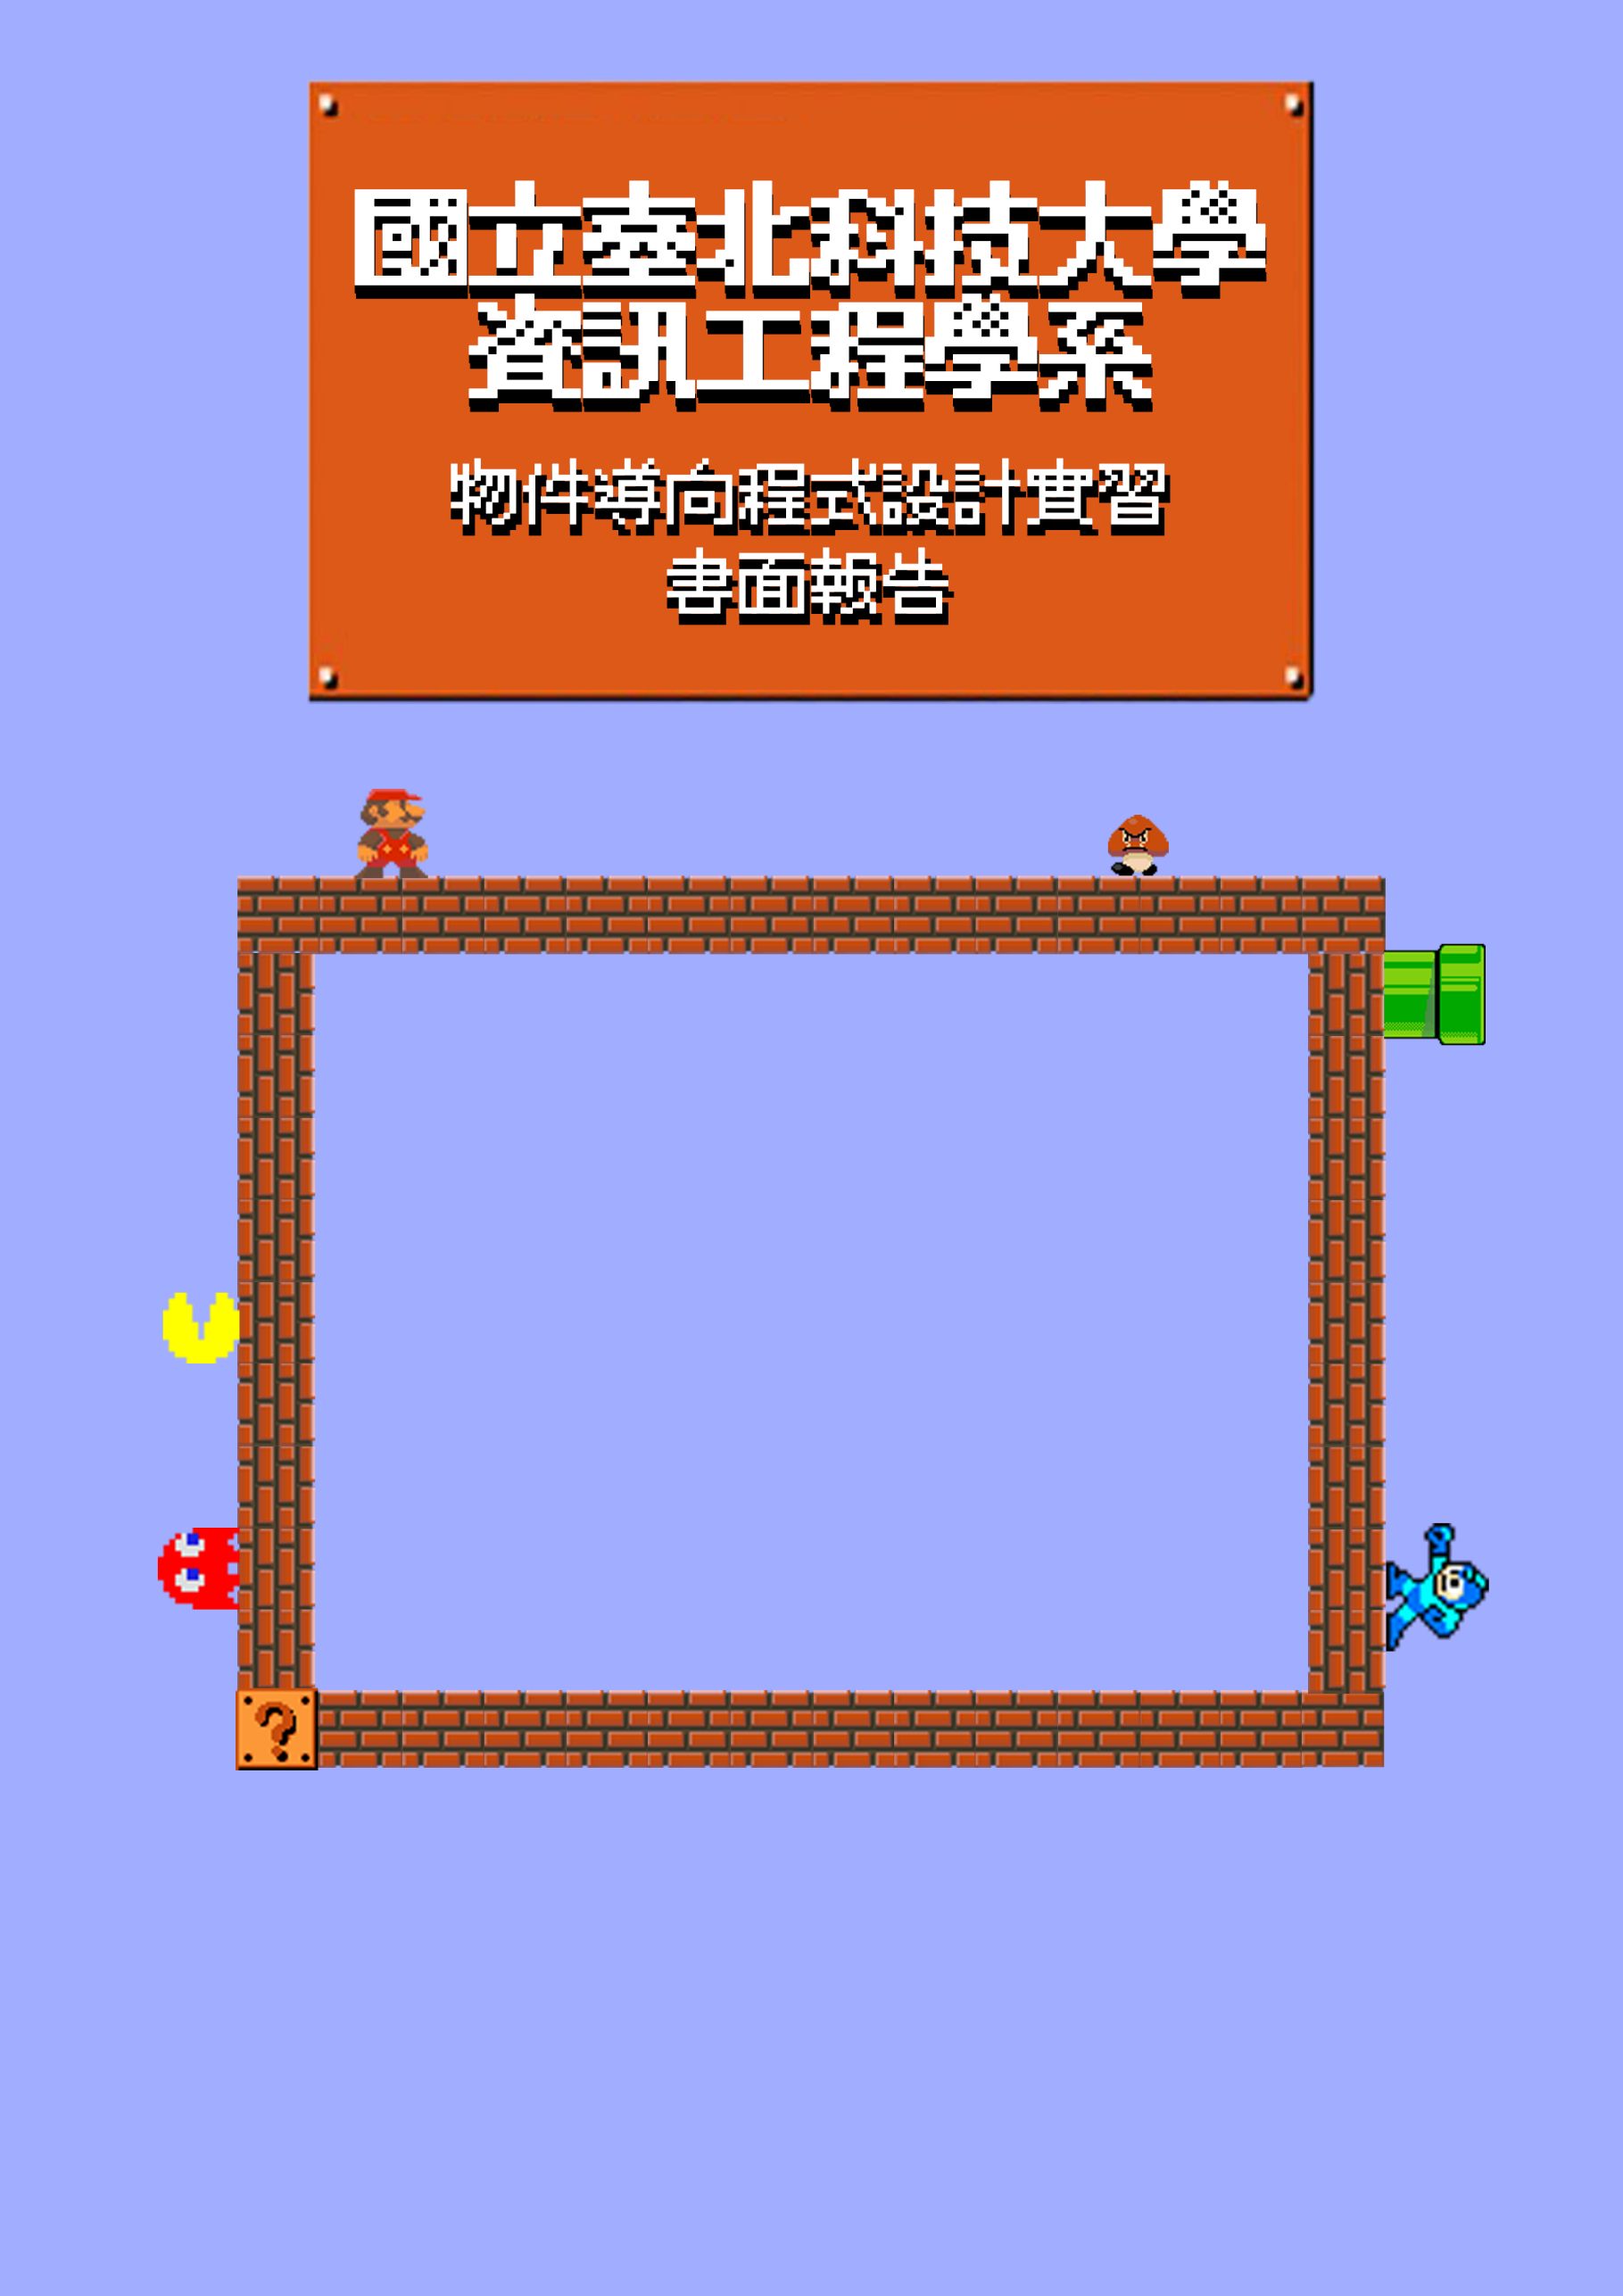 國立臺北科技大學
資訊工程學系
物件導向程式設計實習
書面報告
?